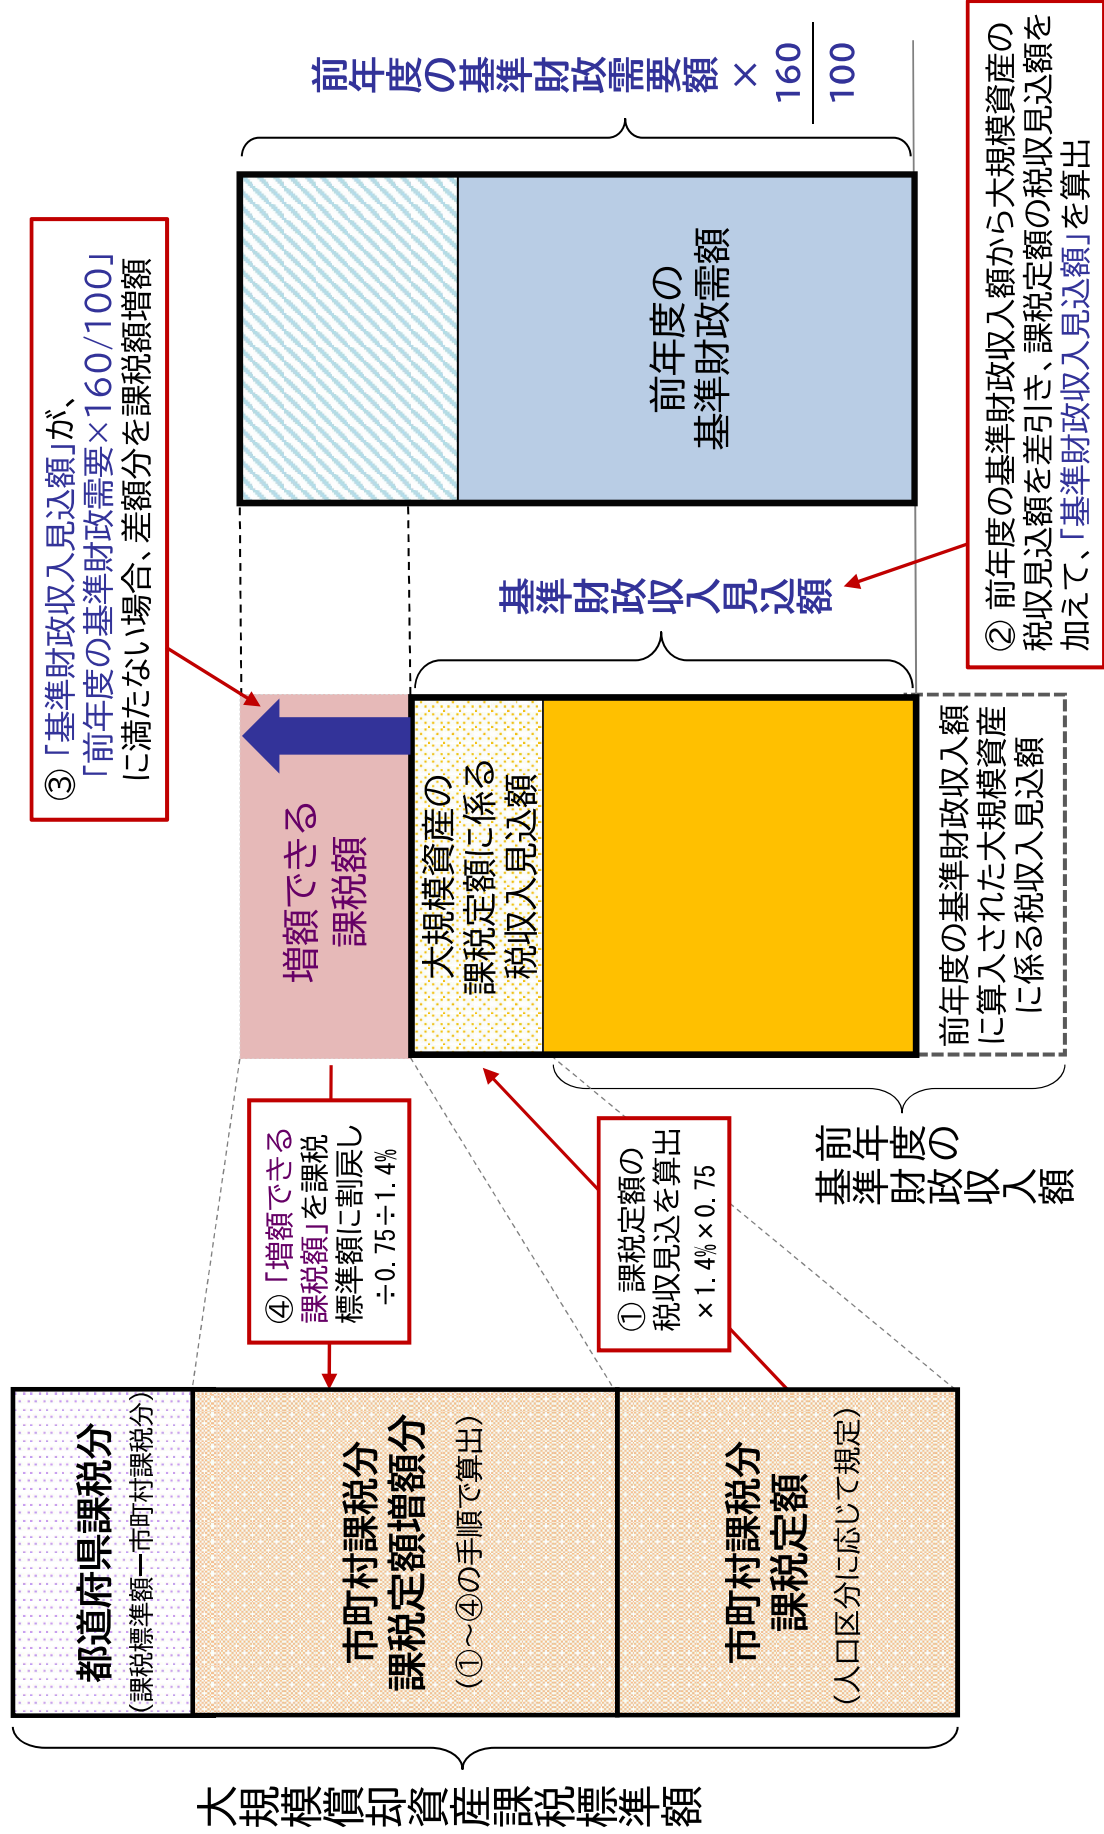 大規模償却資産課税標準額
都道府県課税分
(課税標準額ー市町村課税分)
市町村課税分
課税定額増額分
(①~④の手順で算出)
市町村課税分
課税定額
(人口区分に応じて規定)
④「増額できる
課税額」を課税
標準額に割戻し
÷0.75÷1.4%
① 課税定額の
税収見込を算出
×1.4%×0.75
前年度の
基準財政収入額
③「基準財政収入見込額」が、
「前年度の基準財政需要×160/100」
に満たない場合、差額分を課税額増額
増額できる
課税額
大規模資産の
課税定額に係る
税収入見込額
前年度の基準財政収入額
に算入された大規模資産
に係る税収入見込額
基準財政収入見込額
前年度の
基準財政需額
前年度の基準財政需要額×
160
100
② 前年度の基準財政収入額から大規模資産の
税収見込額を差引き、課税定額の税収見込額を
加えて、「基準財政収入見込額」を算出